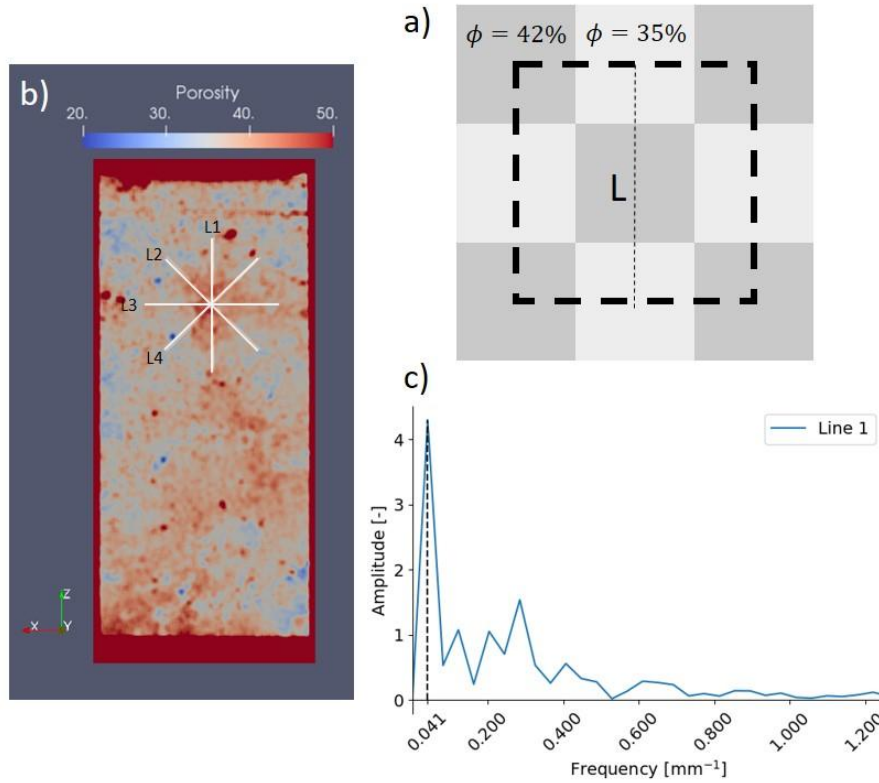 a)
ϕ = 42% ϕ = 35%
L
b)
Porosity
20. 30. 40. 50.
L1
L2
L3
L4
Z
X Y
c)
Line 1
Amplitude [-]
4
3
2
1
0
0.041 0.200 0.400 0.600 0.800 1.000 1.200
Frequency [mm⁻¹]